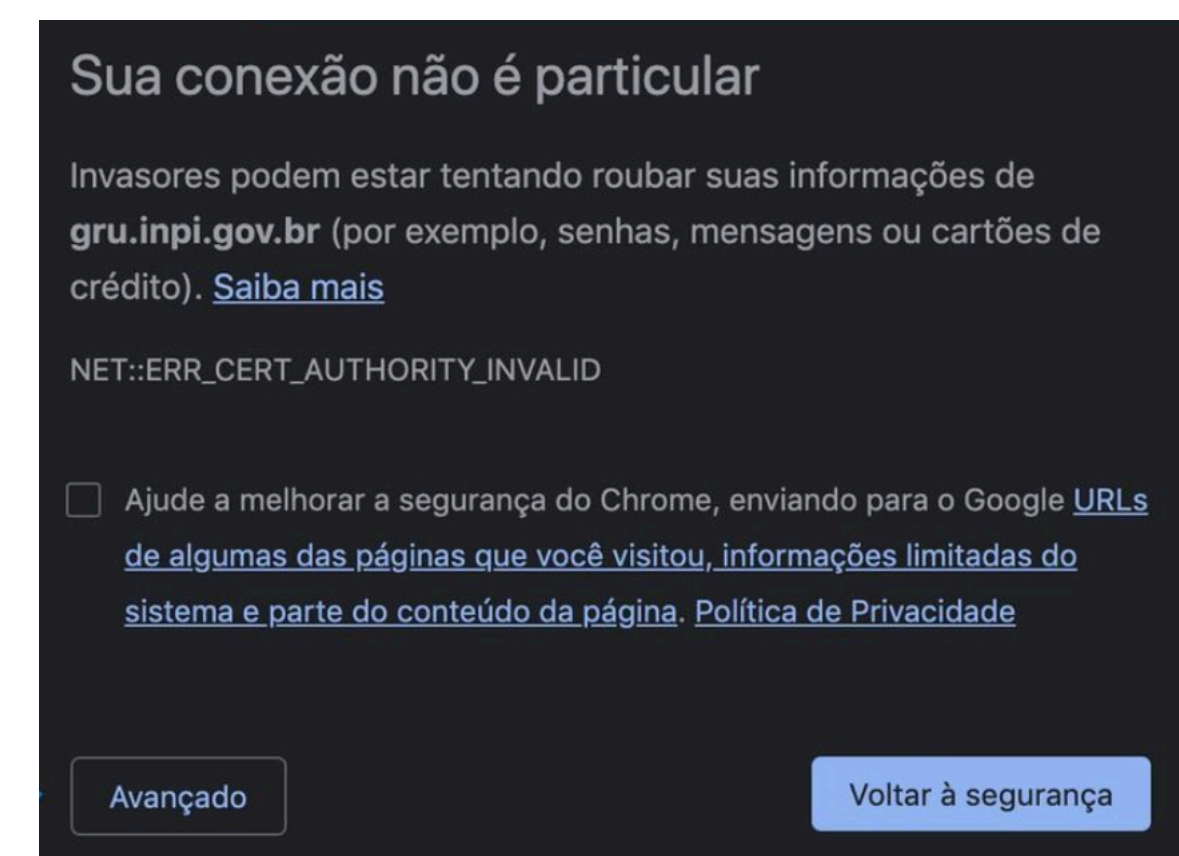 Sua conexão não é particular
Invasores podem estar tentando roubar suas informações de
gru.inpi.gov.br (por exemplo, senhas, mensagens ou cartões de
crédito). Saiba mais
NET::ERR_CERT_AUTHORITY_INVALID
Ajude a melhorar a segurança do Chrome, enviando para o Google URLs
de algumas das páginas que você visitou, informações limitadas do
sistema e parte do conteúdo da página. Política de Privacidade
Avançado
Voltar à segurança